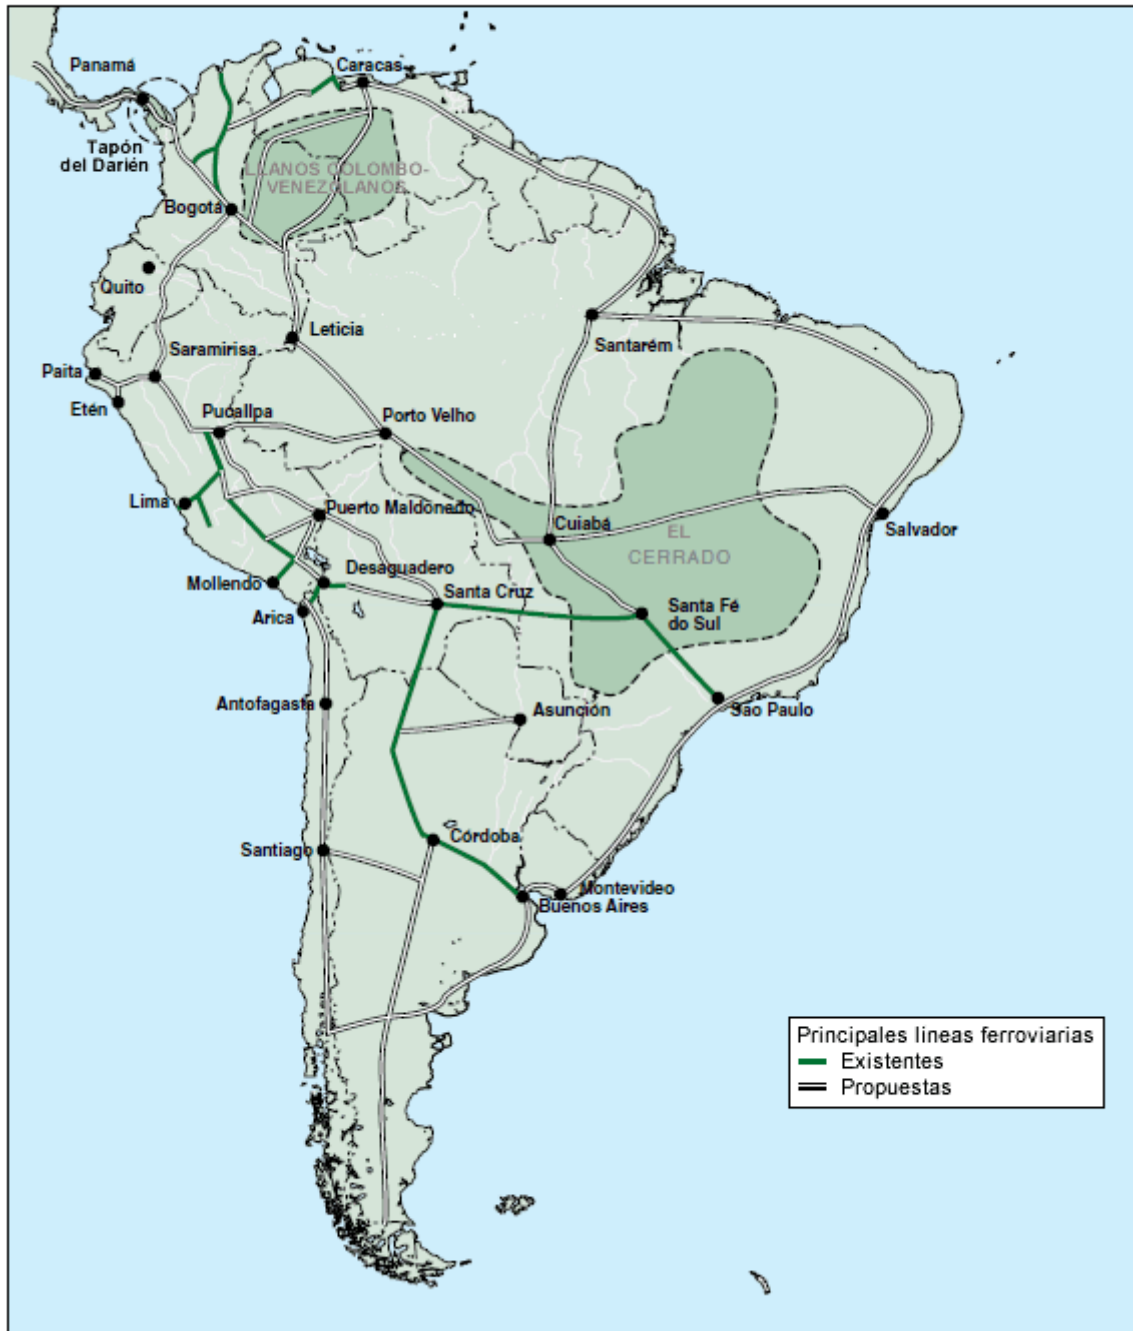 Panamá
Caracas
Tapón
del Darién
LLANOS COLOMBO-
VENEZOLANOS
Bogotá
Quito
Leticia
Santarém
Saramirisa
Paita
Etén
Pucallpa
Porto Velho
Lima
Puerto Maldonado
Cuiabá
Salvador
EL
CERRADO
Mollendo
Desaguadero
Santa Cruz
Arica
Santa Fé
do Sul
Antofagasta
Asunción
Sao Paulo
Santiago
Córdoba
Montevideo
Buenos Aires
Principales lineas ferroviarias
Existentes
Propuestas